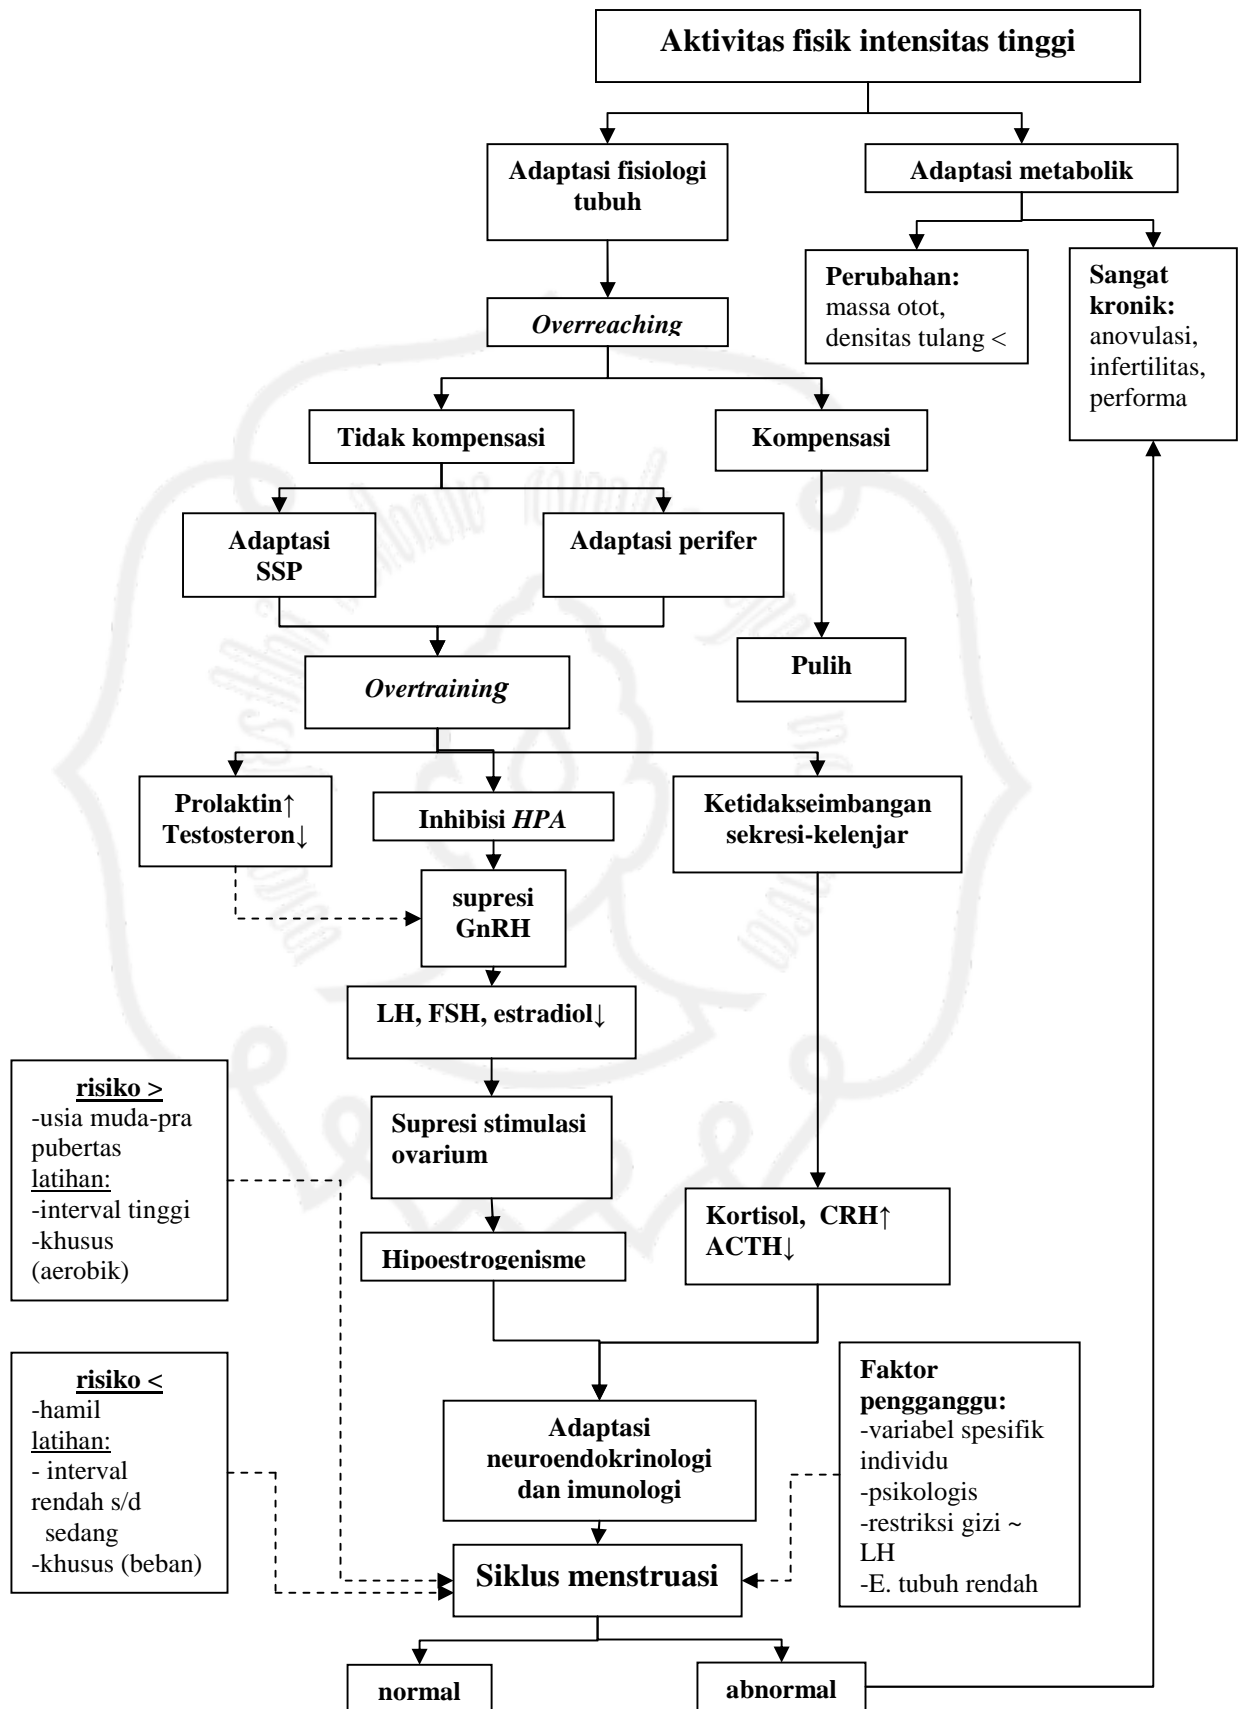 Aktivitas fisik intensitas tinggi
Adaptasi fisiologi
tubuh
Adaptasi metabolik
Perubahan:
massa otot,
densitas tulang <
Sangat
kronik:
anovulasi,
infertilitas,
performa
Overreaching
Tidak kompensasi
Kompensasi
Adaptasi
SSP
Adaptasi perifer
Pulih
Overtraining
Prolaktin↑
Testosteron↓
Inhibisi HPA
Ketidakseimbangan
sekresi-kelenjar
supresi
GnRH
LH, FSH, estradiol↓
risiko >
-usia muda-pra
pubertas
latihan:
-interval tinggi
-khusus
(aerobik)
Supresi stimulasi
ovarium
Kortisol, CRH↑
ACTH↓
Hipoestrogenisme
risiko <
-hamil
latihan:
- interval
rendah s/d
sedang
-khusus (beban)
Adaptasi
neuroendokrinologi
dan imunologi
Faktor
pengganggu:
-variabel spesifik
individu
-psikologis
-restriksi gizi ~
LH
-E. tubuh rendah
Siklus menstruasi
normal
abnormal